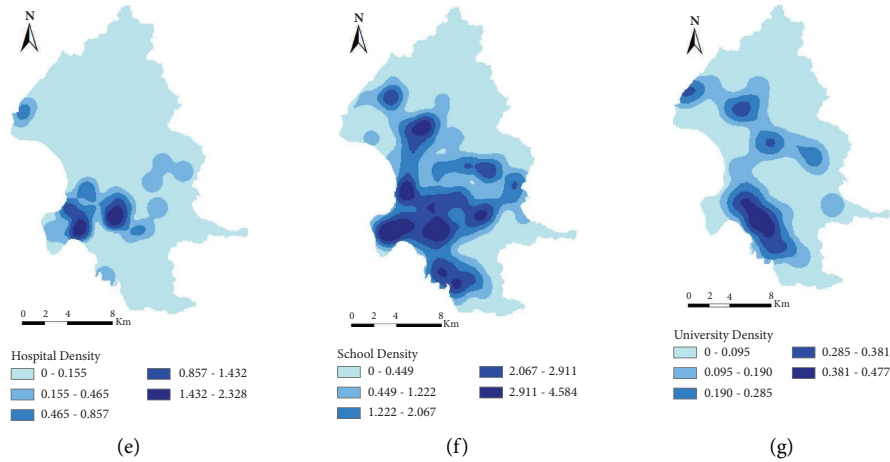 N
0 2 4 8
Km
Hospital Density
0 - 0.155
0.155 - 0.465
0.465 - 0.857
0.857 - 1.432
1.432 - 2.328
(e)
N
0 2 4 8
Km
School Density
0 - 0.449
0.449 - 1.222
1.222 - 2.067
2.067 - 2.911
2.911 - 4.584
(f)
N
0 2 4 8
Km
University Density
0 - 0.095
0.095 - 0.190
0.190 - 0.285
0.285 - 0.381
0.381 - 0.477
(g)